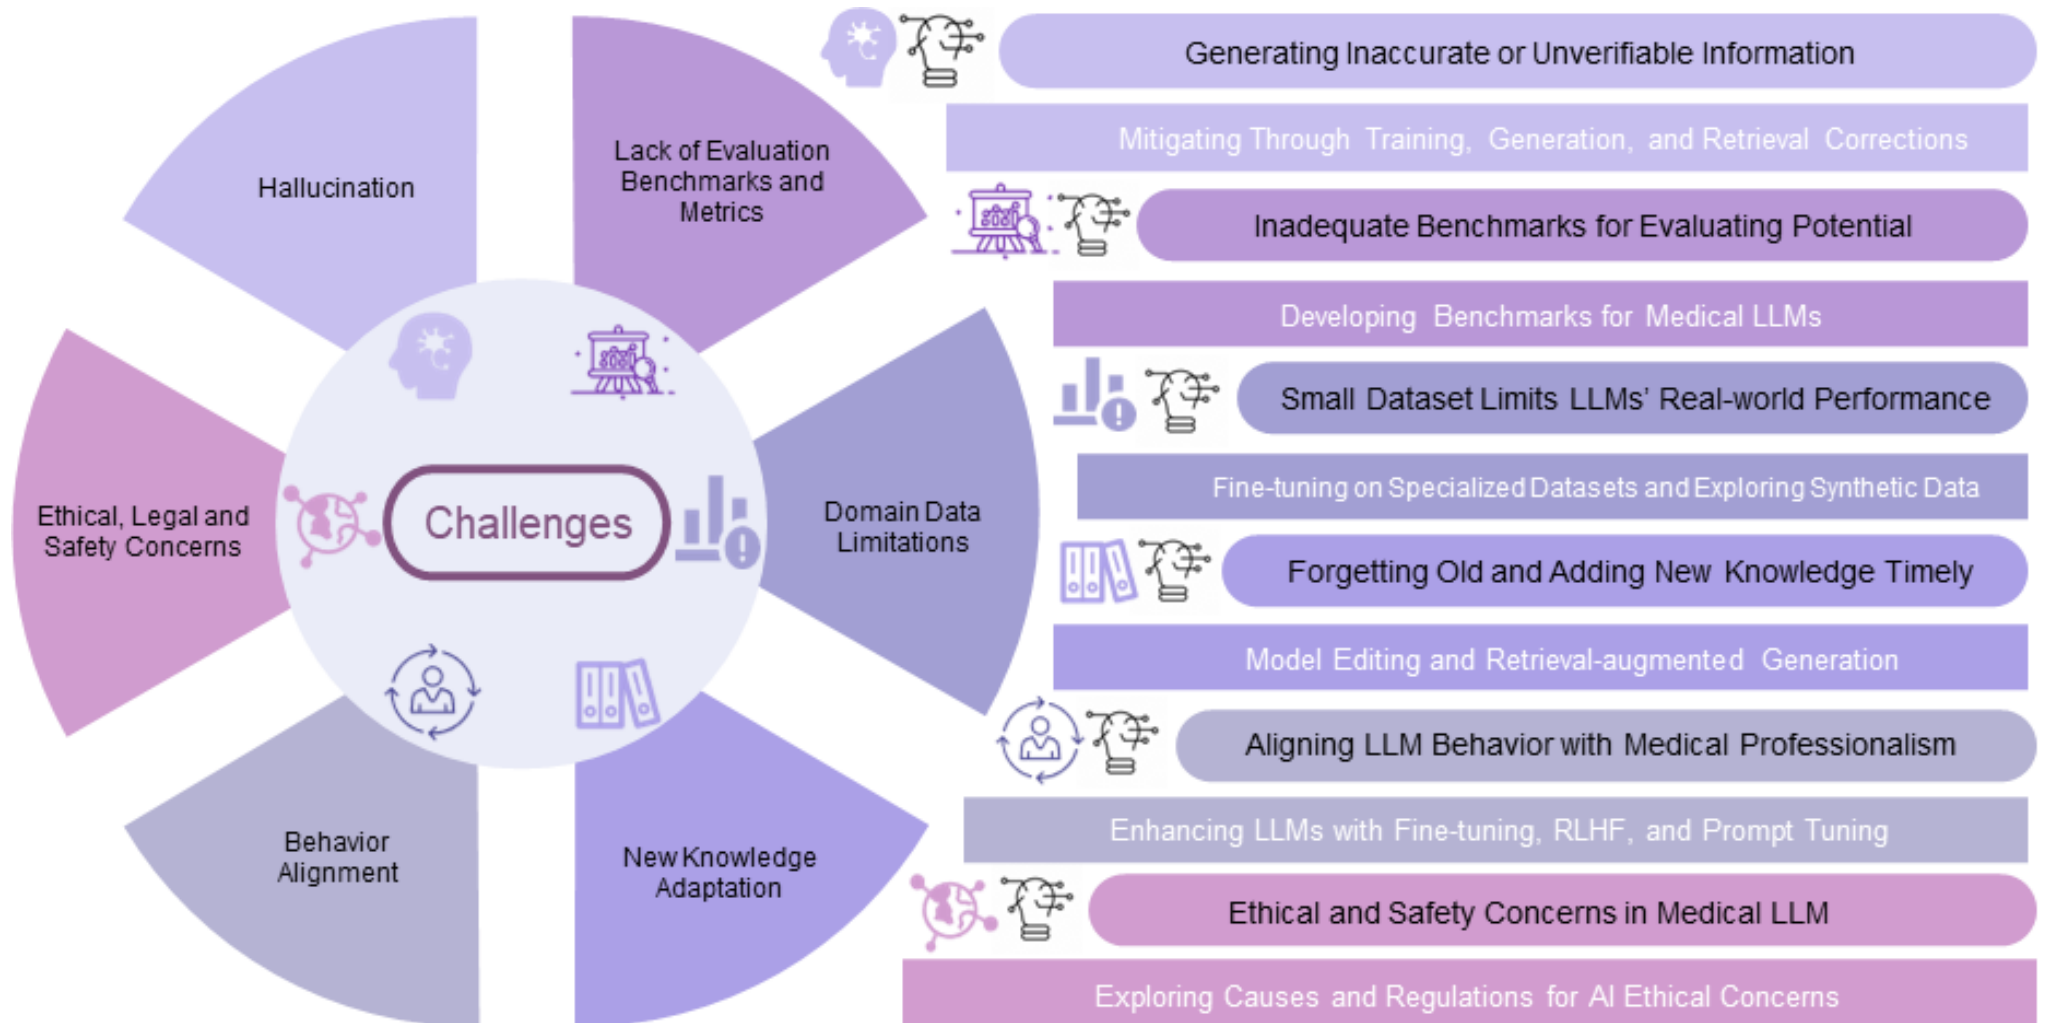 Hallucination
Lack of Evaluation
Benchmarks and
Metrics
Ethical, Legal and
Safety Concerns
Challenges
Domain Data
Limitations
Behavior
Alignment
New Knowledge
Adaptation
Generating Inaccurate or Unverifiable Information
Mitigating Through Training, Generation, and Retrieval Corrections
Inadequate Benchmarks for Evaluating Potential
Developing Benchmarks for Medical LLMs
Small Dataset Limits LLMs’ Real-world Performance
Fine-tuning on Specialized Datasets and Exploring Synthetic Data
Forgetting Old and Adding New Knowledge Timely
Model Editing and Retrieval-augmented Generation
Aligning LLM Behavior with Medical Professionalism
Enhancing LLMs with Fine-tuning, RLHF, and Prompt Tuning
Ethical and Safety Concerns in Medical LLM
Exploring Causes and Regulations for AI Ethical Concerns